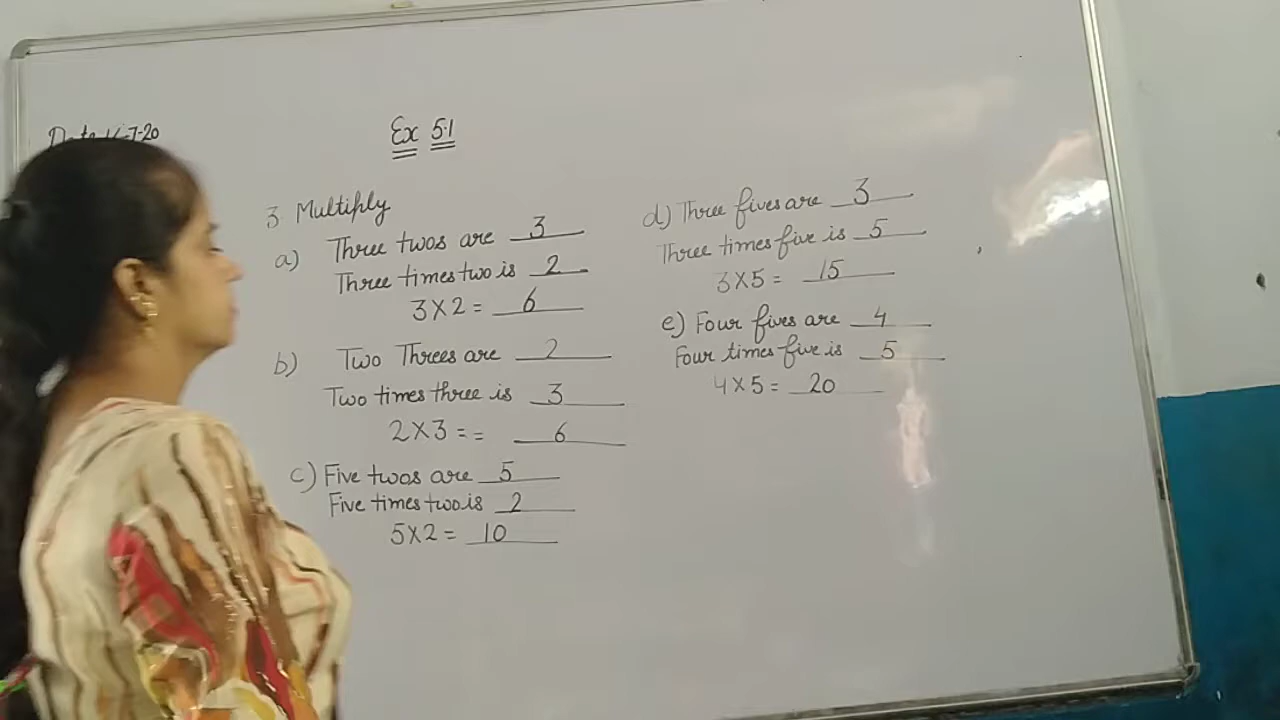 Date 7-20
Ex 5.1
3. Multiply
a) Three twos are 3
Three times two is 2
3×2 = 6
b) Two Threes are 2
Two times three is 3
2×3 = = 6
c) Five twos are 5
Five times two is 2
5×2 = 10
d) Three fives are 3
Three times five is 5
3×5 = 15
e) Four fives are 4
Four times five is 5
4×5 = 20